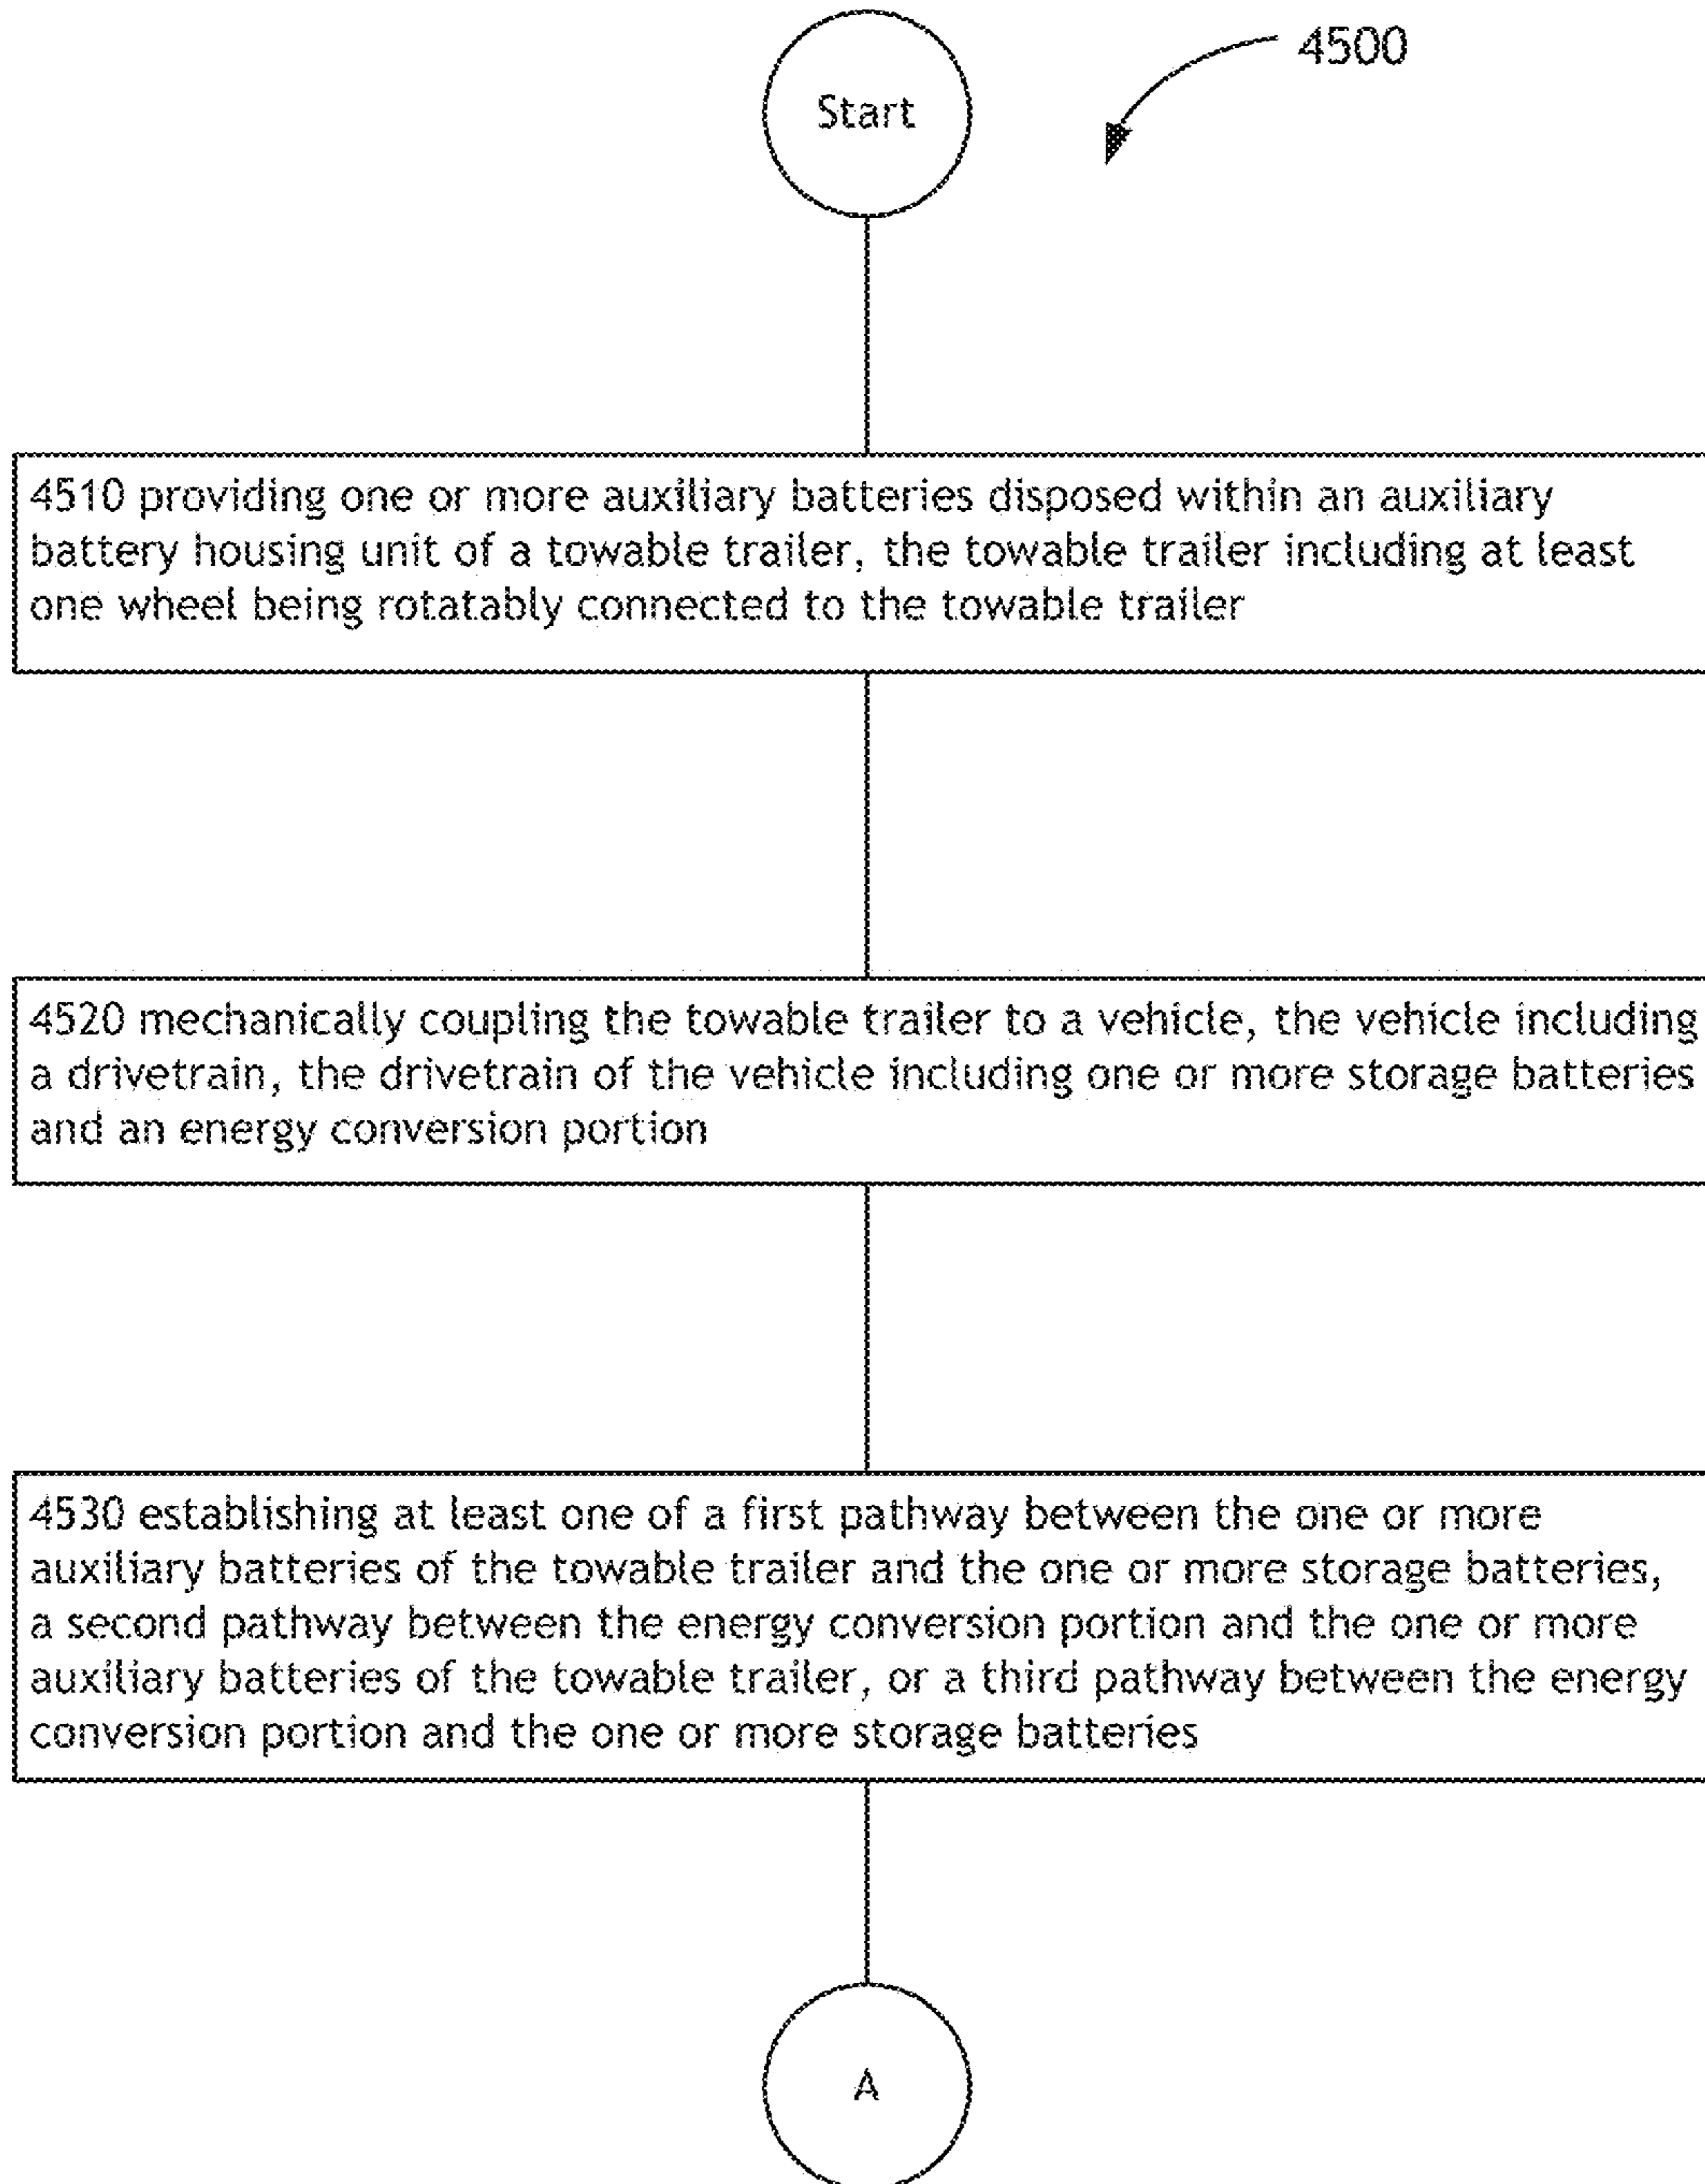 4500
Start
4510 providing one or more auxiliary batteries disposed within an auxiliary
battery housing unit of a towable trailer, the towable trailer including at least
one wheel being rotatably connected to the towable trailer
4520 mechanically coupling the towable trailer to a vehicle, the vehicle including
a drivetrain, the drivetrain of the vehicle including one or more storage batteries
and an energy conversion portion
4530 establishing at least one of a first pathway between the one or more
auxiliary batteries of the towable trailer and the one or more storage batteries,
a second pathway between the energy conversion portion and the one or more
auxiliary batteries of the towable trailer, or a third pathway between the energy
conversion portion and the one or more storage batteries
A